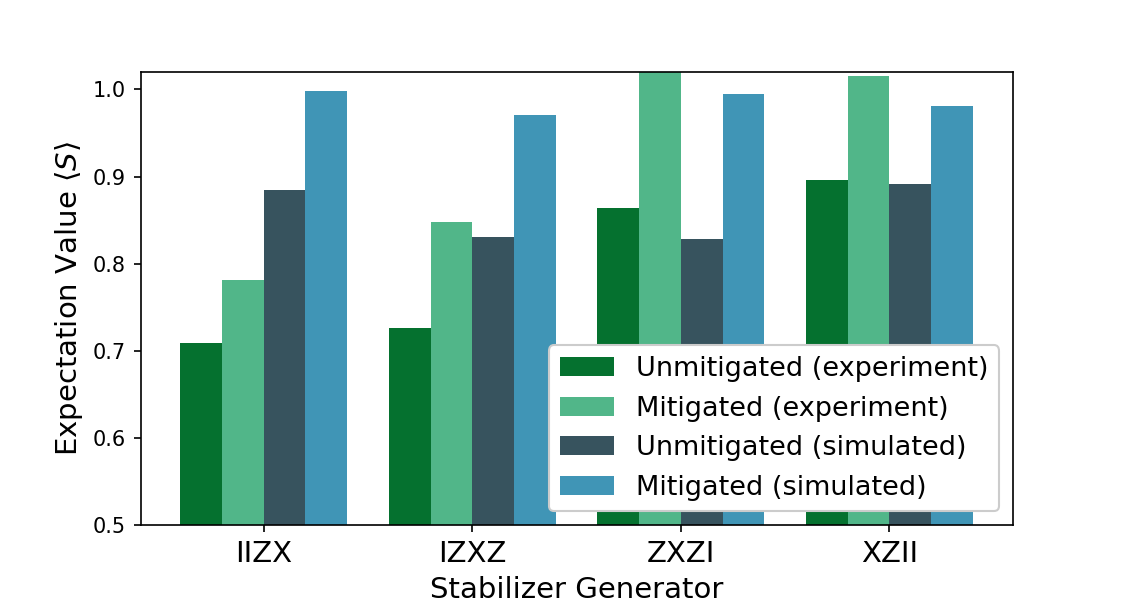 Expectation Value ⟨S⟩
1.0
0.9
0.8
0.7
0.6
0.5
Unmitigated (experiment)
Mitigated (experiment)
Unmitigated (simulated)
Mitigated (simulated)
IIZX IZXZ ZXZI XZII
Stabilizer Generator